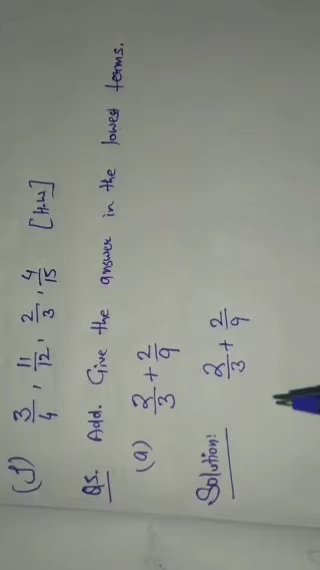 (f) 3/4, 11/12, 2/3, 4/15 [H.W]
Q5. Add. Give the answer in the lowest terms.
(a) 2/3 + 2/9
Solution: 2/3 + 2/9